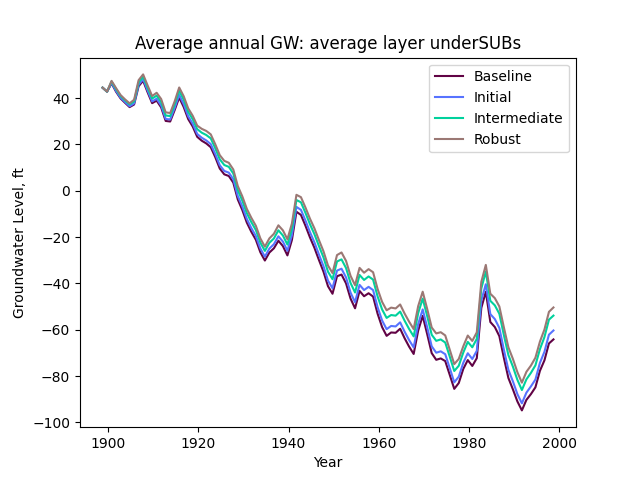 Average annual GW: average layer underSUBs
Baseline
Initial
Intermediate
Robust
Groundwater Level, ft
40
20
0
−20
−40
−60
−80
−100
1900 1920 1940 1960 1980 2000
Year